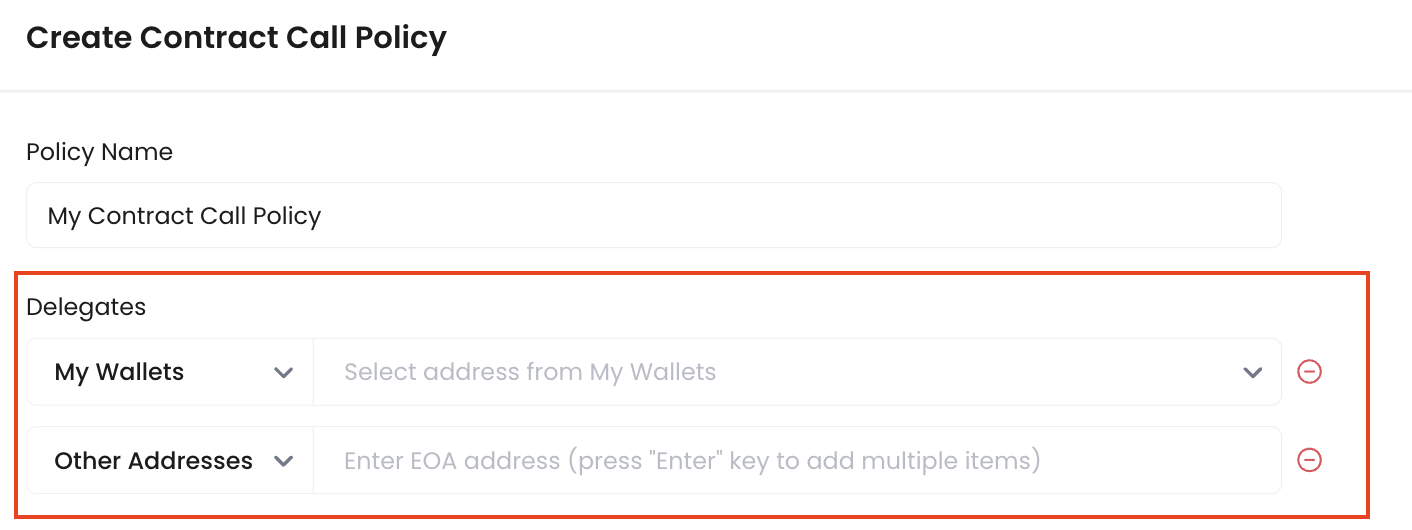 Create Contract Call Policy
Policy Name
My Contract Call Policy
Delegates
My Wallets Select address from My Wallets
Other Addresses Enter EOA address (press "Enter" key to add multiple items)